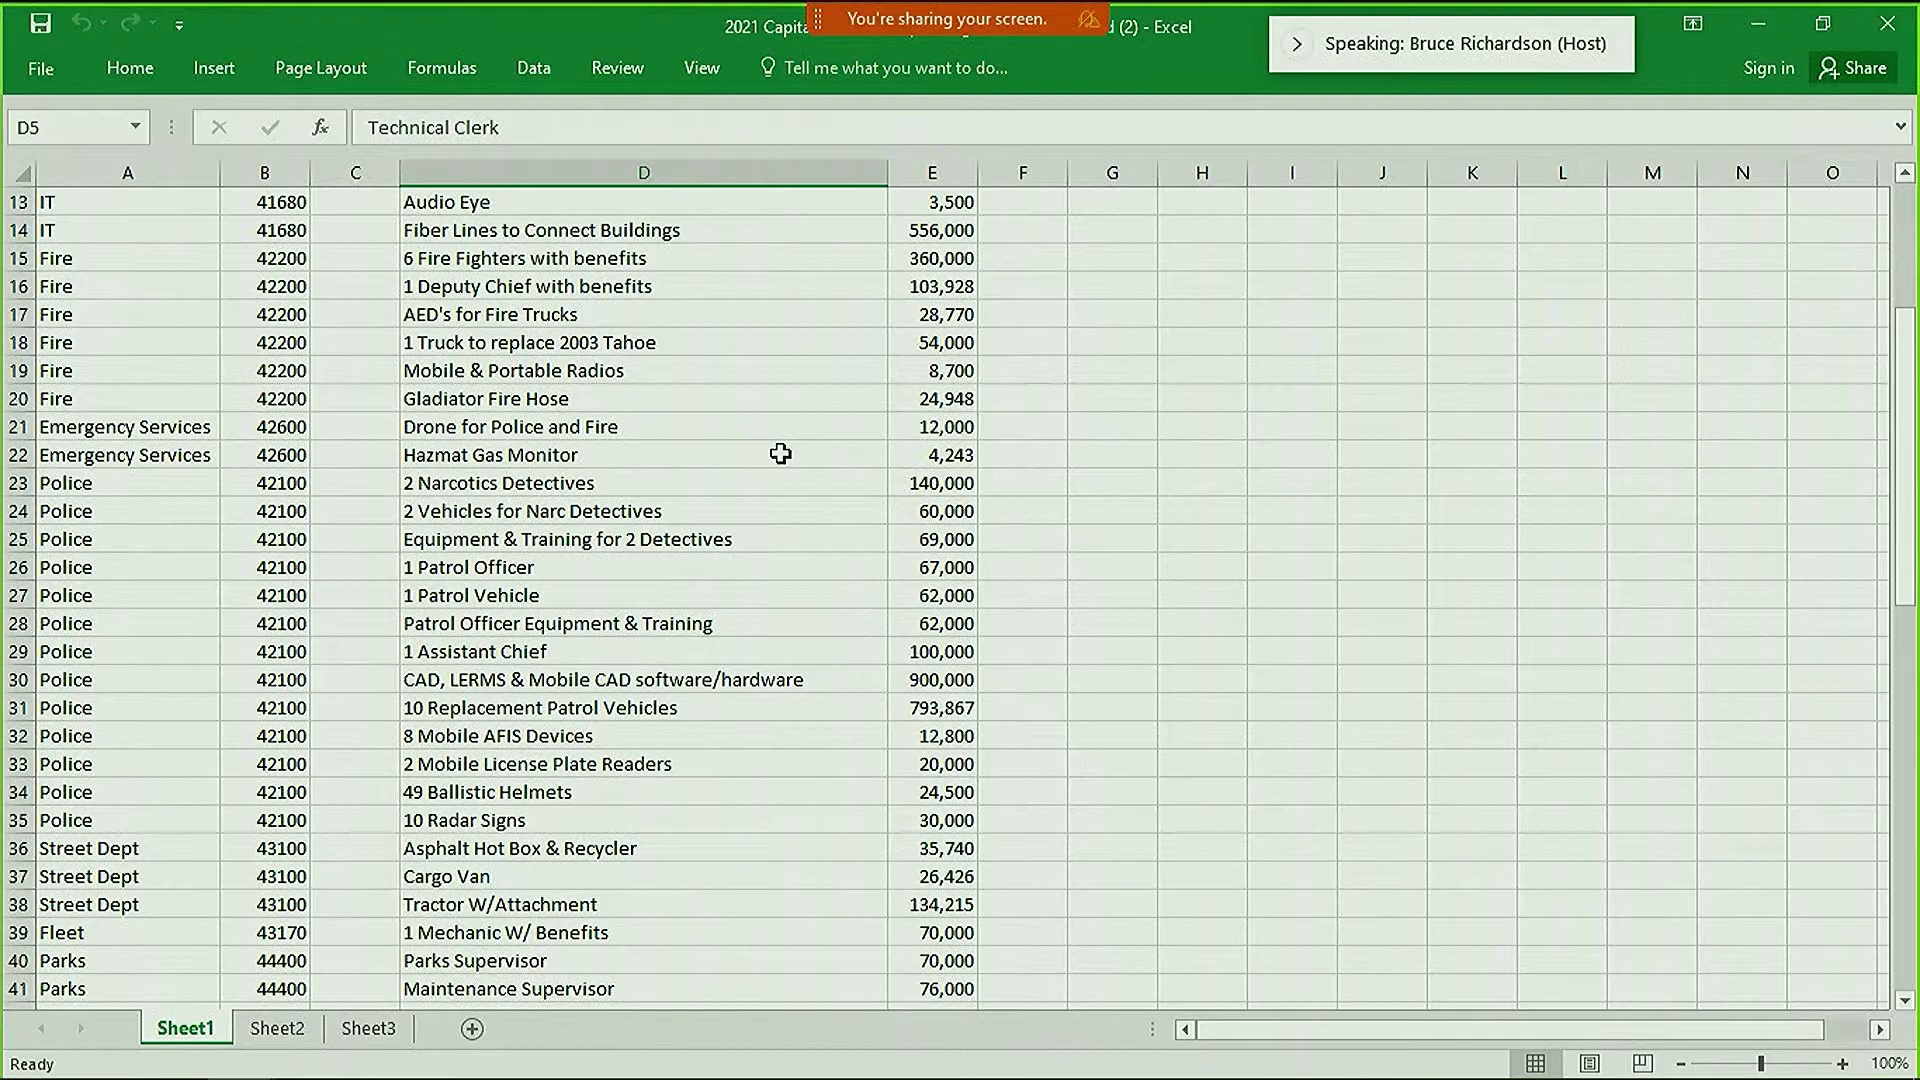 2021 Capita
You're sharing your screen.
d (2) - Excel
Speaking: Bruce Richardson (Host)
File Home Insert Page Layout Formulas Data Review View Tell me what you want to do... Sign in Share
D5 fx Technical Clerk
A B C D E F G H I J K L M N O
13 IT 41680 Audio Eye 3,500
14 IT 41680 Fiber Lines to Connect Buildings 556,000
15 Fire 42200 6 Fire Fighters with benefits 360,000
16 Fire 42200 1 Deputy Chief with benefits 103,928
17 Fire 42200 AED's for Fire Trucks 28,770
18 Fire 42200 1 Truck to replace 2003 Tahoe 54,000
19 Fire 42200 Mobile & Portable Radios 8,700
20 Fire 42200 Gladiator Fire Hose 24,948
21 Emergency Services 42600 Drone for Police and Fire 12,000
22 Emergency Services 42600 Hazmat Gas Monitor 4,243
23 Police 42100 2 Narcotics Detectives 140,000
24 Police 42100 2 Vehicles for Narc Detectives 60,000
25 Police 42100 Equipment & Training for 2 Detectives 69,000
26 Police 42100 1 Patrol Officer 67,000
27 Police 42100 1 Patrol Vehicle 62,000
28 Police 42100 Patrol Officer Equipment & Training 62,000
29 Police 42100 1 Assistant Chief 100,000
30 Police 42100 CAD, LERMS & Mobile CAD software/hardware 900,000
31 Police 42100 10 Replacement Patrol Vehicles 793,867
32 Police 42100 8 Mobile AFIS Devices 12,800
33 Police 42100 2 Mobile License Plate Readers 20,000
34 Police 42100 49 Ballistic Helmets 24,500
35 Police 42100 10 Radar Signs 30,000
36 Street Dept 43100 Asphalt Hot Box & Recycler 35,740
37 Street Dept 43100 Cargo Van 26,426
38 Street Dept 43100 Tractor W/Attachment 134,215
39 Fleet 43170 1 Mechanic W/ Benefits 70,000
40 Parks 44400 Parks Supervisor 70,000
41 Parks 44400 Maintenance Supervisor 76,000
Sheet1 Sheet2 Sheet3
Ready 100%